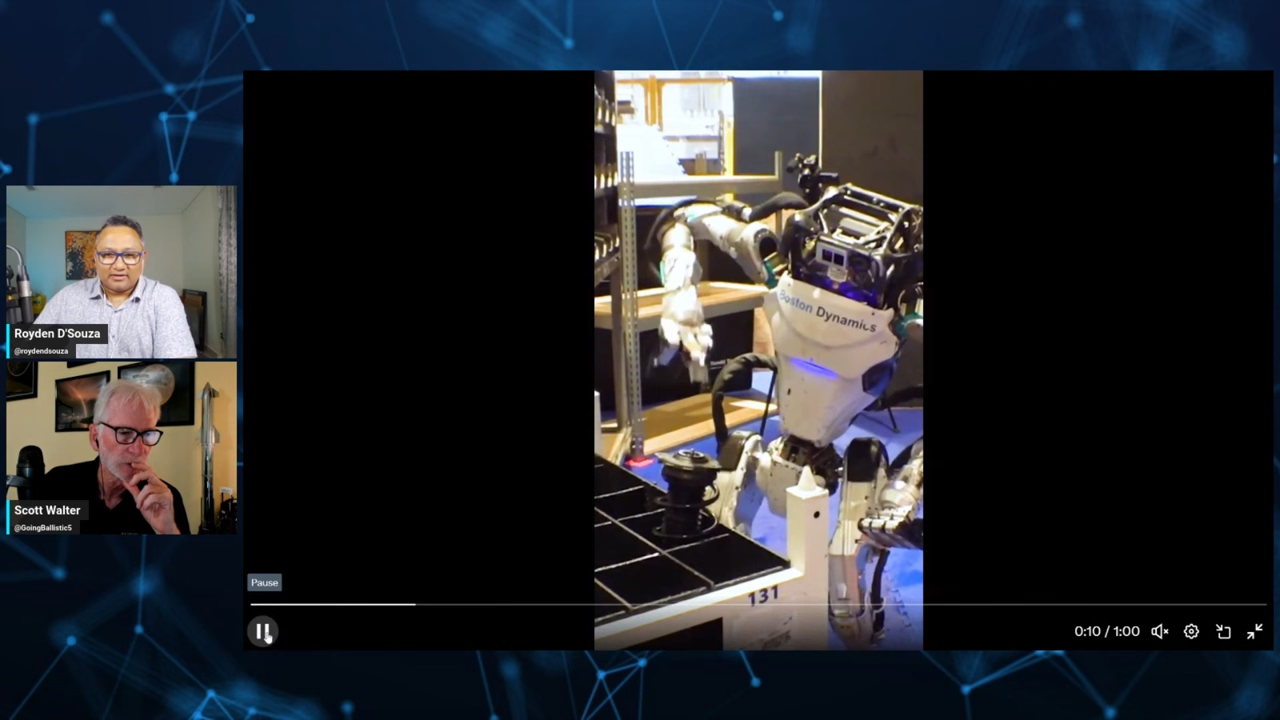 Royden D'Souza
@roydendsouza
Scott Walter
@GoingBallistic5
Boston Dynamics
131
Pause
0:10 / 1:00